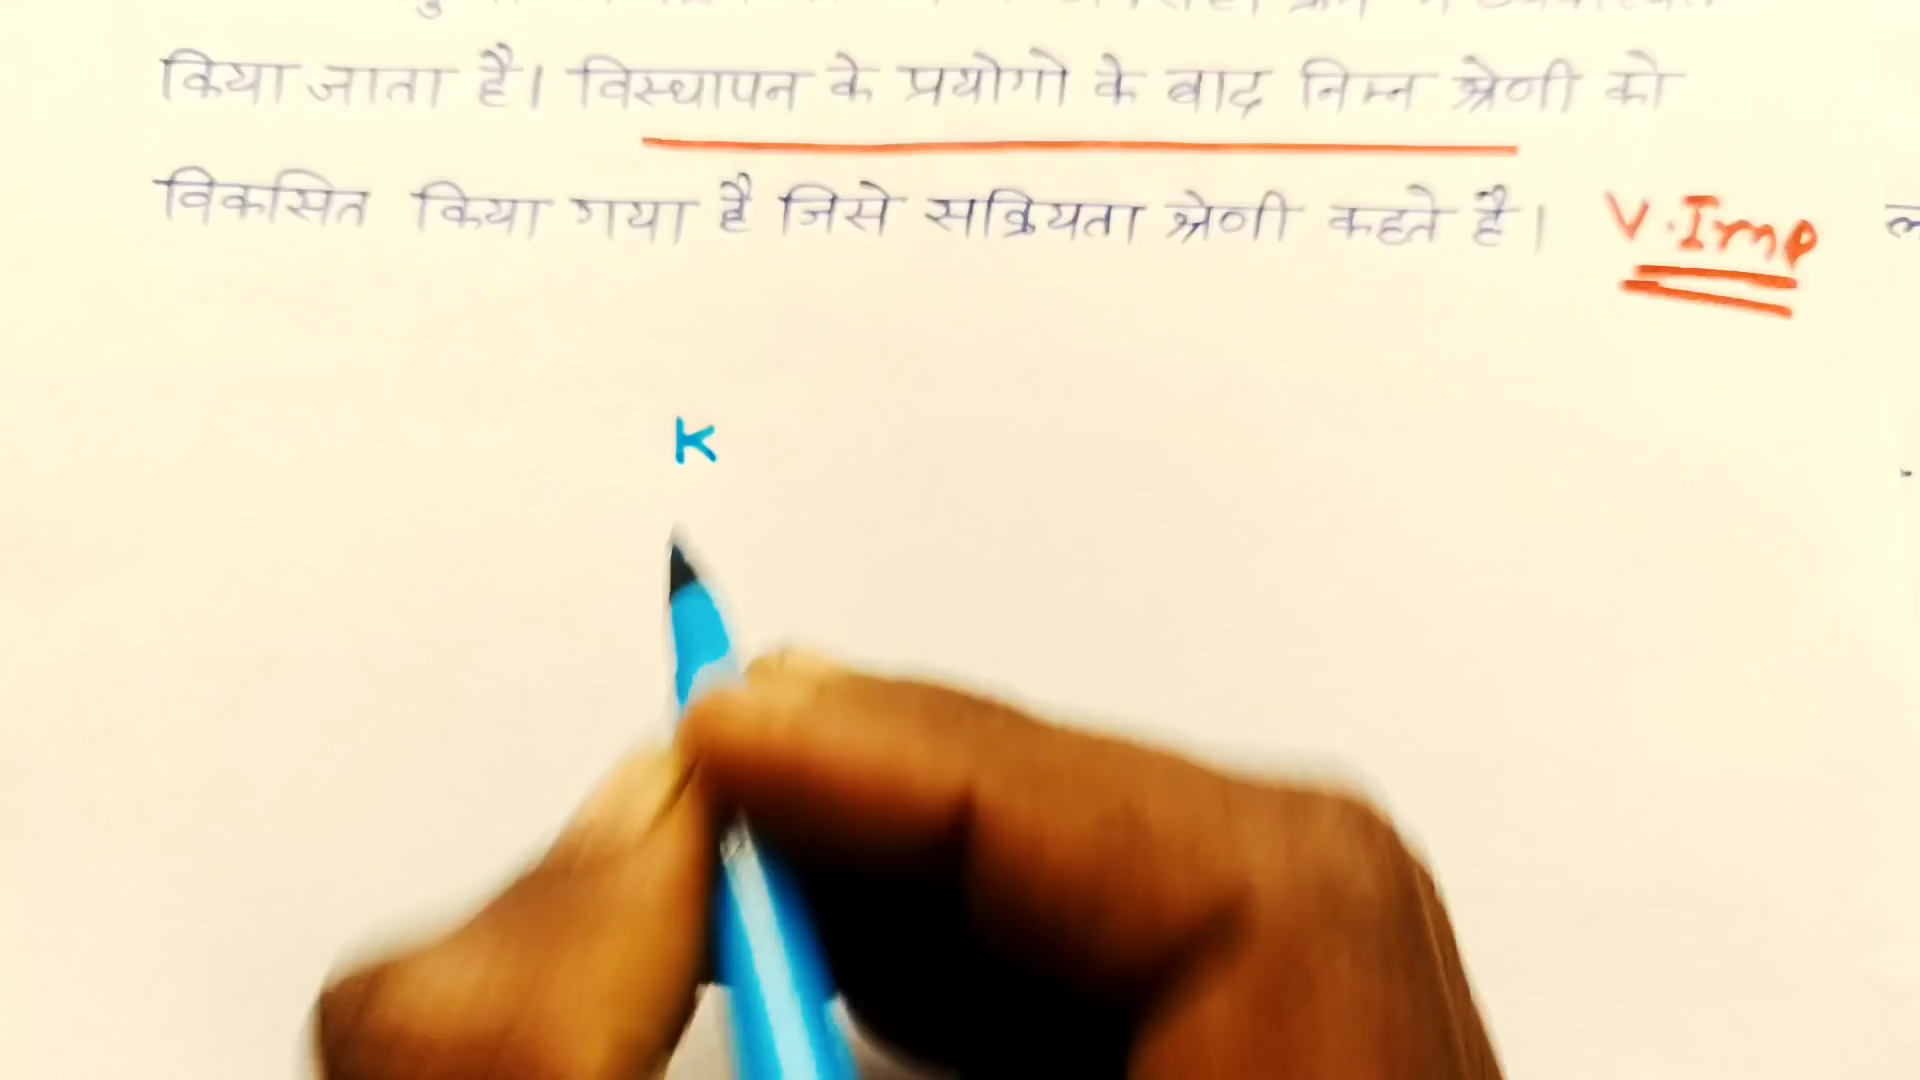 किया जाता है। विस्थापन के प्रयोगो के बाद निम्न श्रेणी को
विकसित किया गया है जिसे सक्रियता श्रेणी कहते है। V.Imp
K